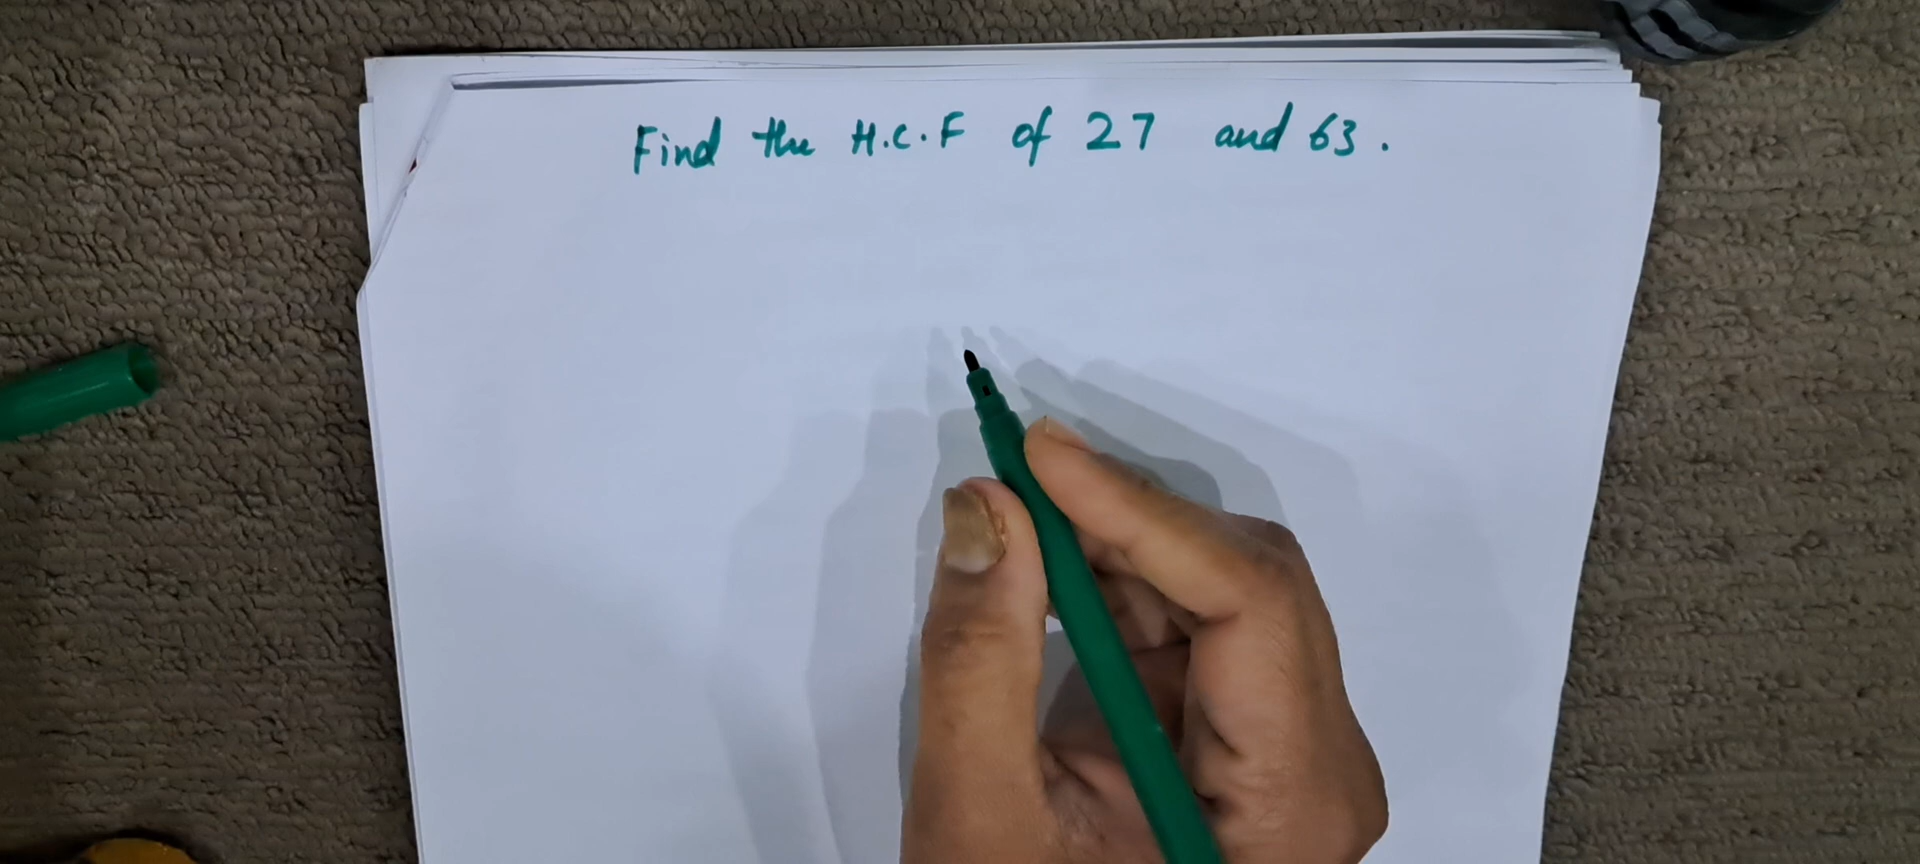 Find the H.C.F of 27 and 63.